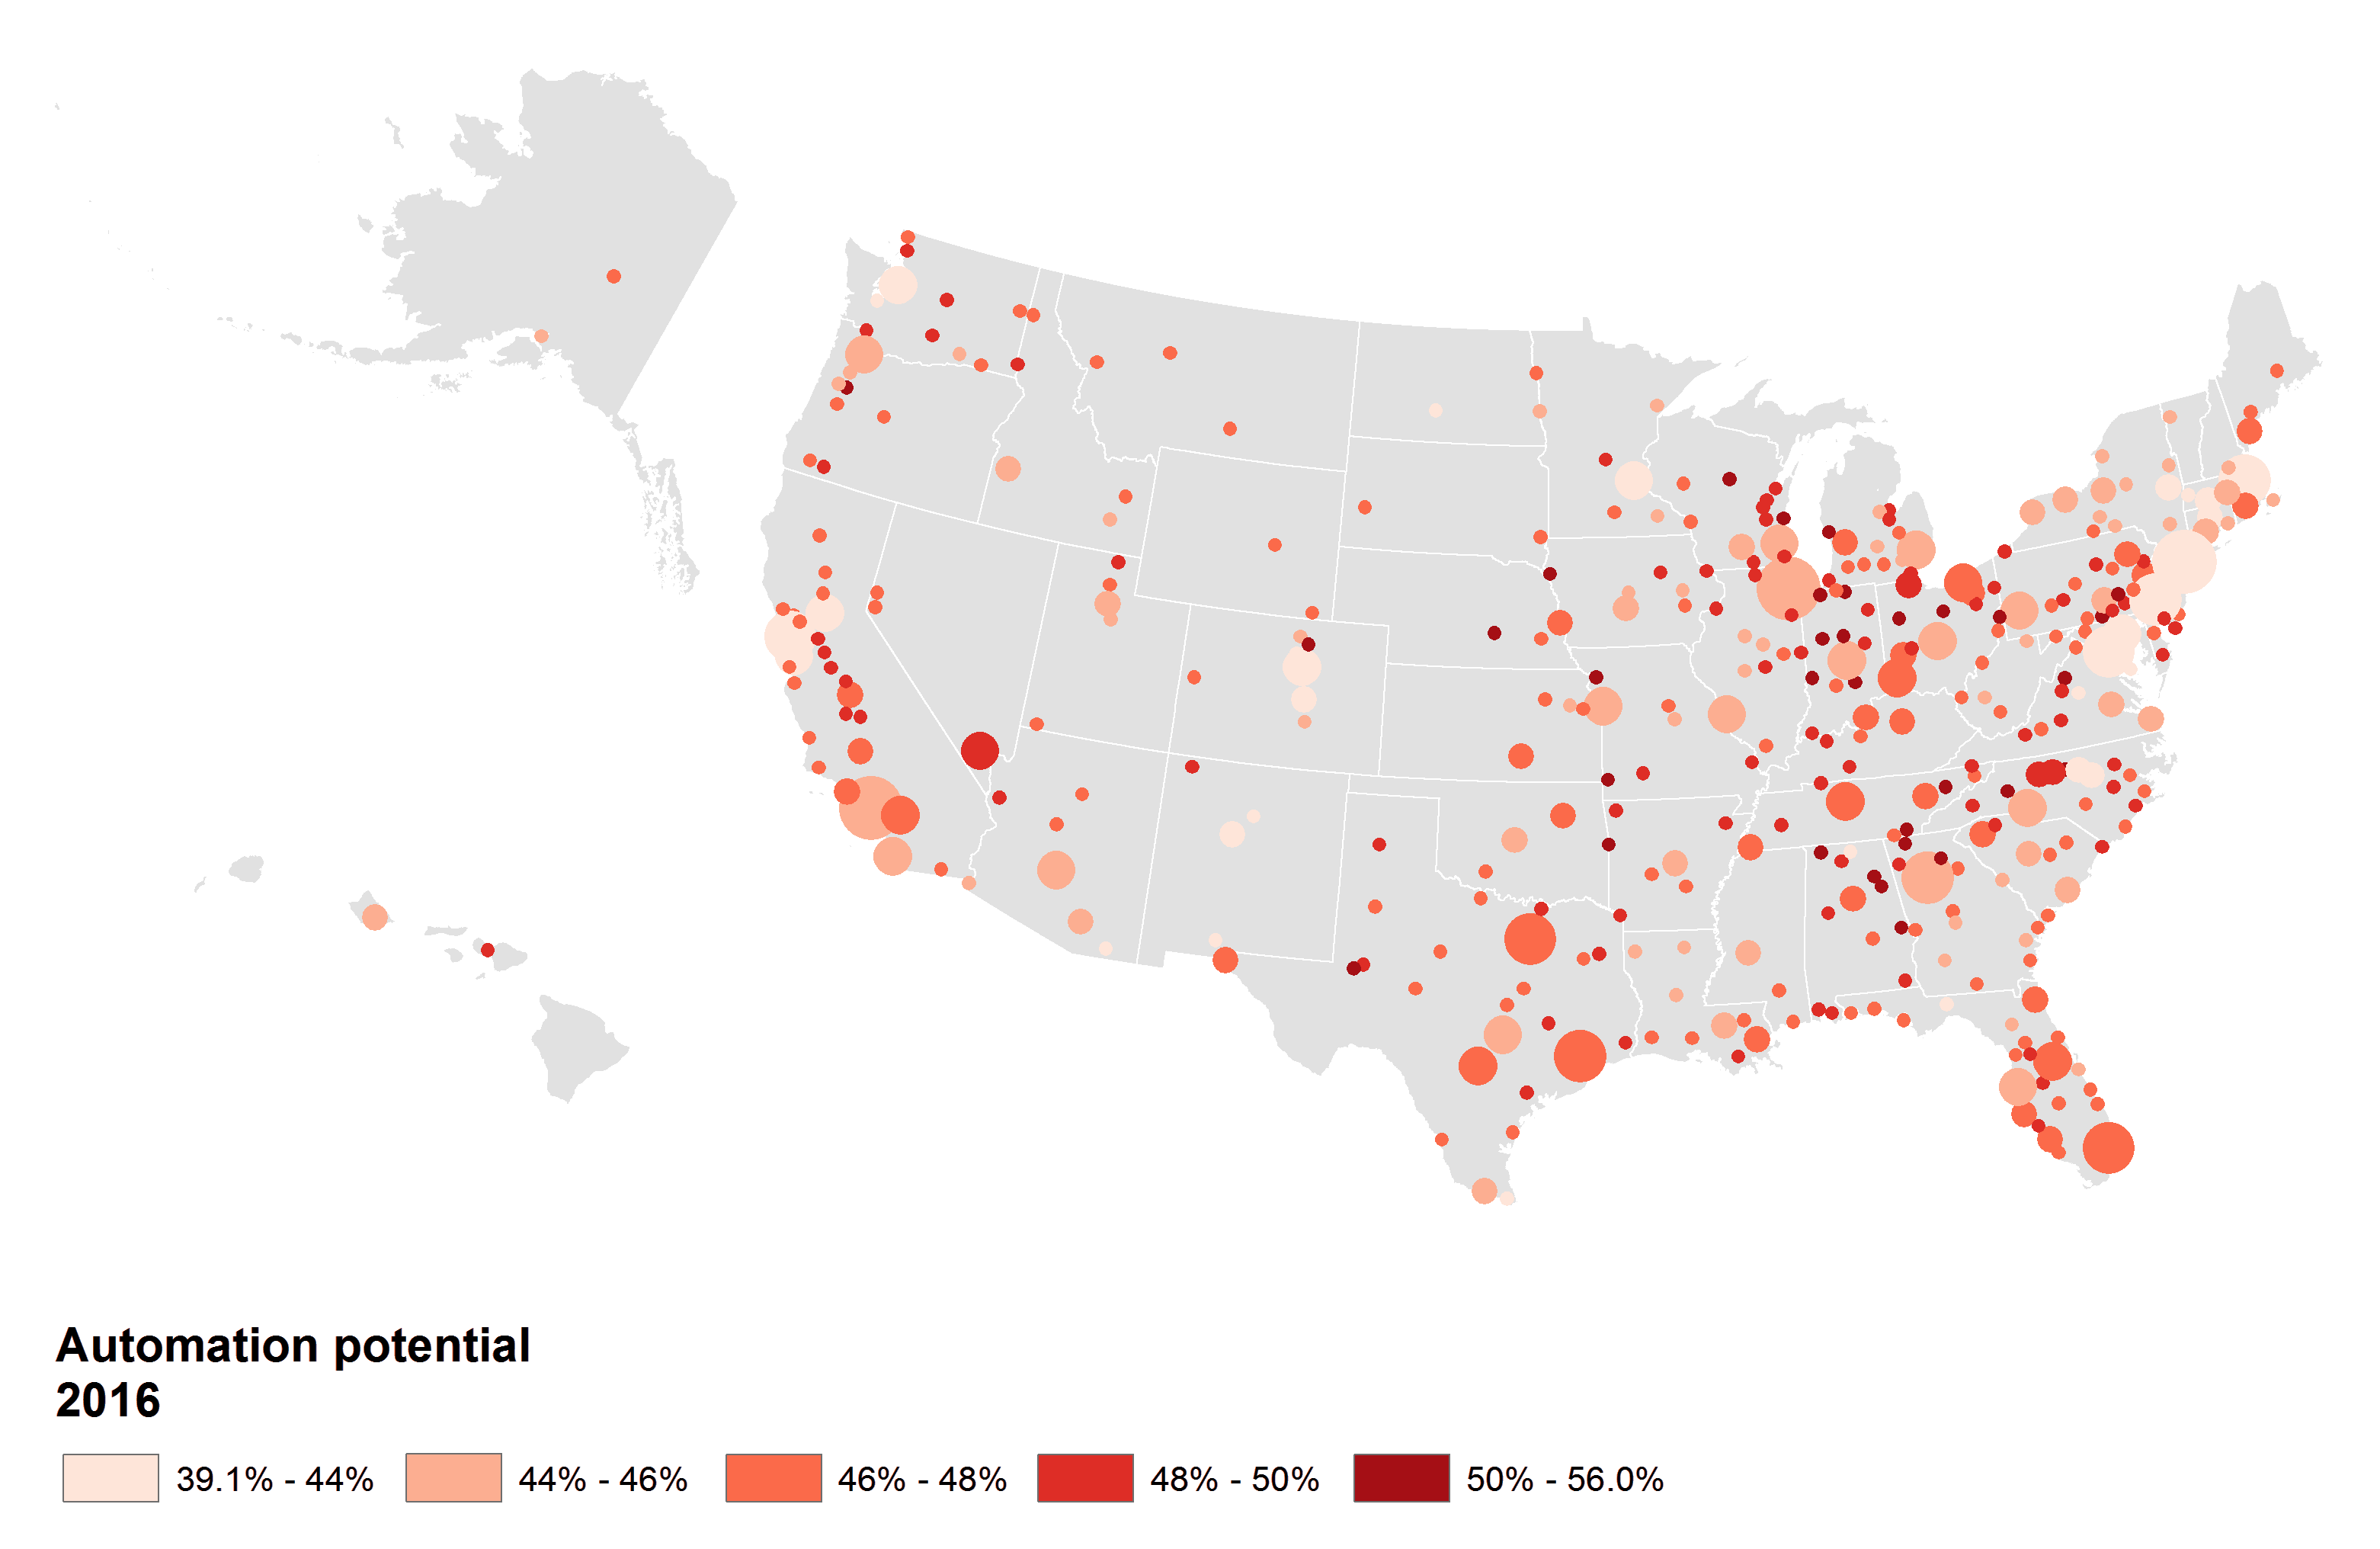 Automation potential
2016
39.1% - 44% 44% - 46% 46% - 48% 48% - 50% 50% - 56.0%